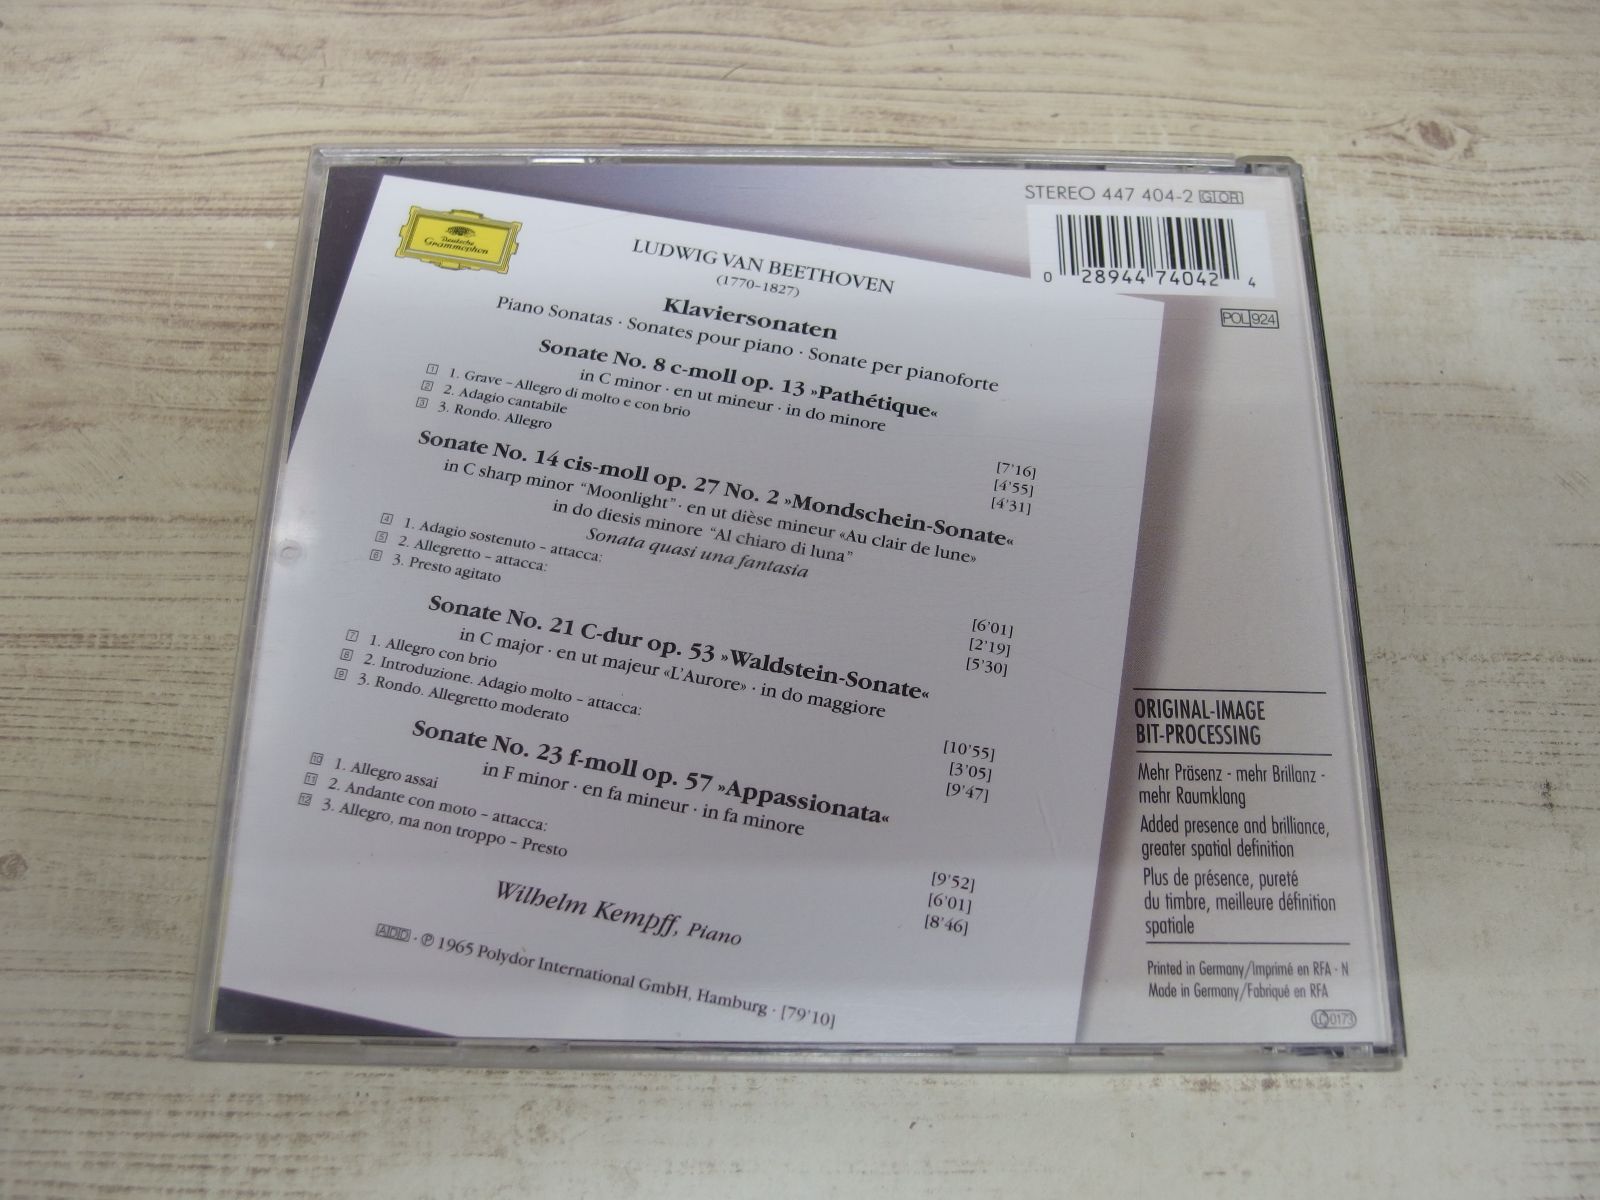 STEREO 447 404-2 GIOR
0 28944 74042 4
POL 924
Deutsche
Grammophon
LUDWIG VAN BEETHOVEN
(1770–1827)
Klaviersonaten
Piano Sonatas · Sonates pour piano · Sonate per pianoforte
Sonate No. 8 c-moll op. 13 »Pathétique«
in C minor · en ut mineur · in do minore
1 1. Grave – Allegro di molto e con brio [7'16]
2 2. Adagio cantabile [4'55]
3 3. Rondo. Allegro [4'31]
Sonate No. 14 cis-moll op. 27 No. 2 »Mondschein-Sonate«
in C sharp minor “Moonlight” · en ut dièse mineur «Au clair de lune»
in do diesis minore “Al chiaro di luna”
Sonata quasi una fantasia
4 1. Adagio sostenuto – attacca: [6'01]
5 2. Allegretto – attacca: [2'19]
6 3. Presto agitato [5'30]
Sonate No. 21 C-dur op. 53 »Waldstein-Sonate«
in C major · en ut majeur «L'Aurore» · in do maggiore
7 1. Allegro con brio [10'55]
8 2. Introduzione. Adagio molto – attacca: [3'05]
9 3. Rondo. Allegretto moderato [9'47]
Sonate No. 23 f-moll op. 57 »Appassionata«
in F minor · en fa mineur · in fa minore
10 1. Allegro assai [9'52]
11 2. Andante con moto – attacca: [6'01]
12 3. Allegro, ma non troppo – Presto [8'46]
Wilhelm Kempff, Piano
ADD · ℗ 1965 Polydor International GmbH, Hamburg · [79'10]
ORIGINAL-IMAGE
BIT-PROCESSING
Mehr Präsenz - mehr Brillanz -
mehr Raumklang
Added presence and brilliance,
greater spatial definition
Plus de présence, pureté
du timbre, meilleure définition
spatiale
Printed in Germany/Imprimé en RFA · N
Made in Germany/Fabriqué en RFA
LC 0173